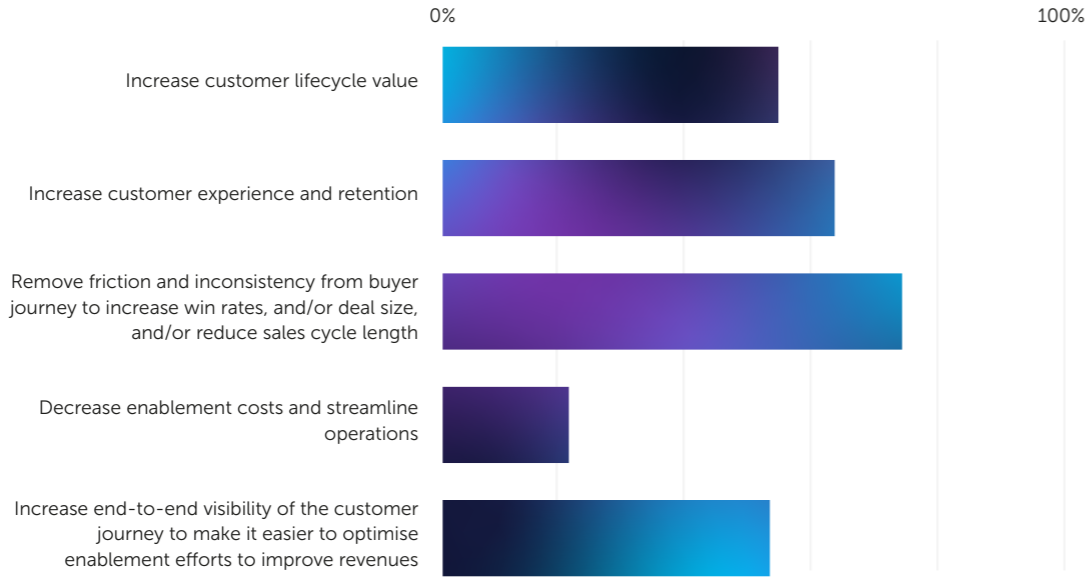 0% 100%
Increase customer lifecycle value
Increase customer experience and retention
Remove friction and inconsistency from buyer
journey to increase win rates, and/or deal size,
and/or reduce sales cycle length
Decrease enablement costs and streamline
operations
Increase end-to-end visibility of the customer
journey to make it easier to optimise
enablement efforts to improve revenues